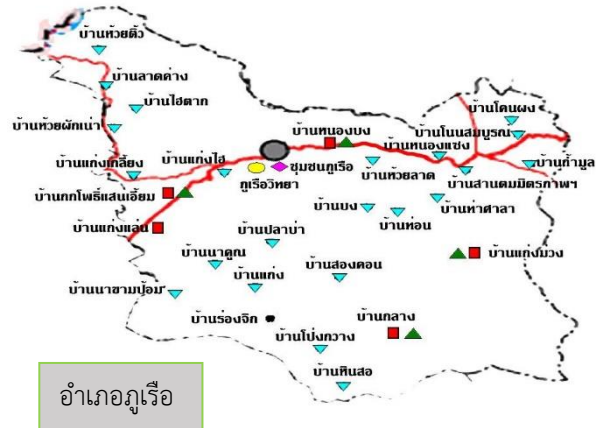 บ้านห้วยติ้ว
บ้านลาดค่าง
บ้านไฮตาก
บ้านโคนผง
บ้านห้วยผักเน่า
บ้านหนองบง
บ้านโนนสมบูรณ์
บ้านหนองแซง
บ้านแก่งเกลี้ยง
บ้านแก่งไฮ
ชุมชนภูเรือ
บ้านถ้ำมูล
ภูเรือวิทยา
บ้านห้วยลาด
บ้านสานตมมิตรภาพฯ
บ้านกกโพธิ์แสนเอี้ยม
บ้านบง
บ้านท่าศาลา
บ้านท่อน
บ้านแก่งแล่น
บ้านปลาบ่า
บ้านนาคูณ
บ้านแก่ง
บ้านสองคอน
บ้านแก่งม่วง
บ้านนาขามป้อม
บ้านร่องจิก
บ้านกลาง
บ้านโป่งกวาง
บ้านหินสอ
อำเภอภูเรือ